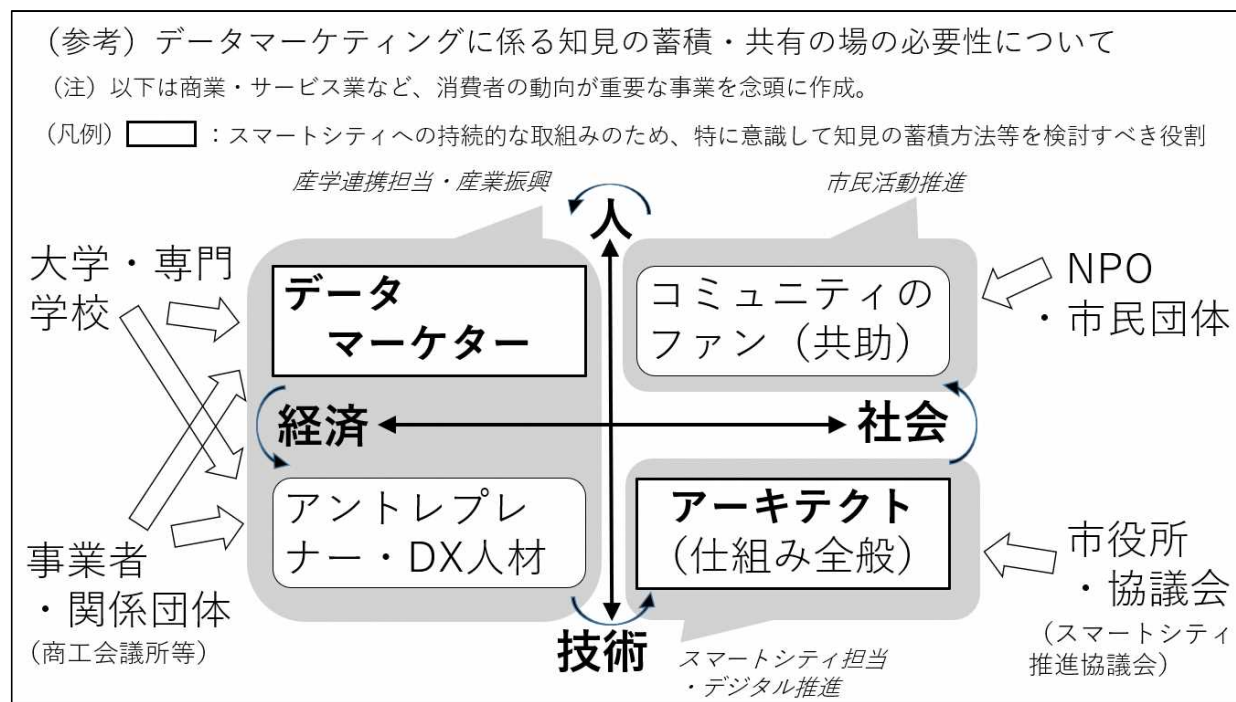 （参考）データマーケティングに係る知見の蓄積・共有の場の必要性について
（注）以下は商業・サービス業など、消費者の動向が重要な事業を念頭に作成。
（凡例）　　　：スマートシティへの持続的な取組みのため、特に意識して知見の蓄積方法等を検討すべき役割
産学連携担当・産業振興
市民活動推進
人
大学・専門
学校
データ
マーケター
コミュニティの
ファン（共助）
NPO
・市民団体
経済
社会
アントレプレ
ナー・DX人材
アーキテクト
（仕組み全般）
事業者
・関係団体
（商工会議所等）
市役所
・協議会
（スマートシティ
推進協議会）
技術
スマートシティ担当
・デジタル推進